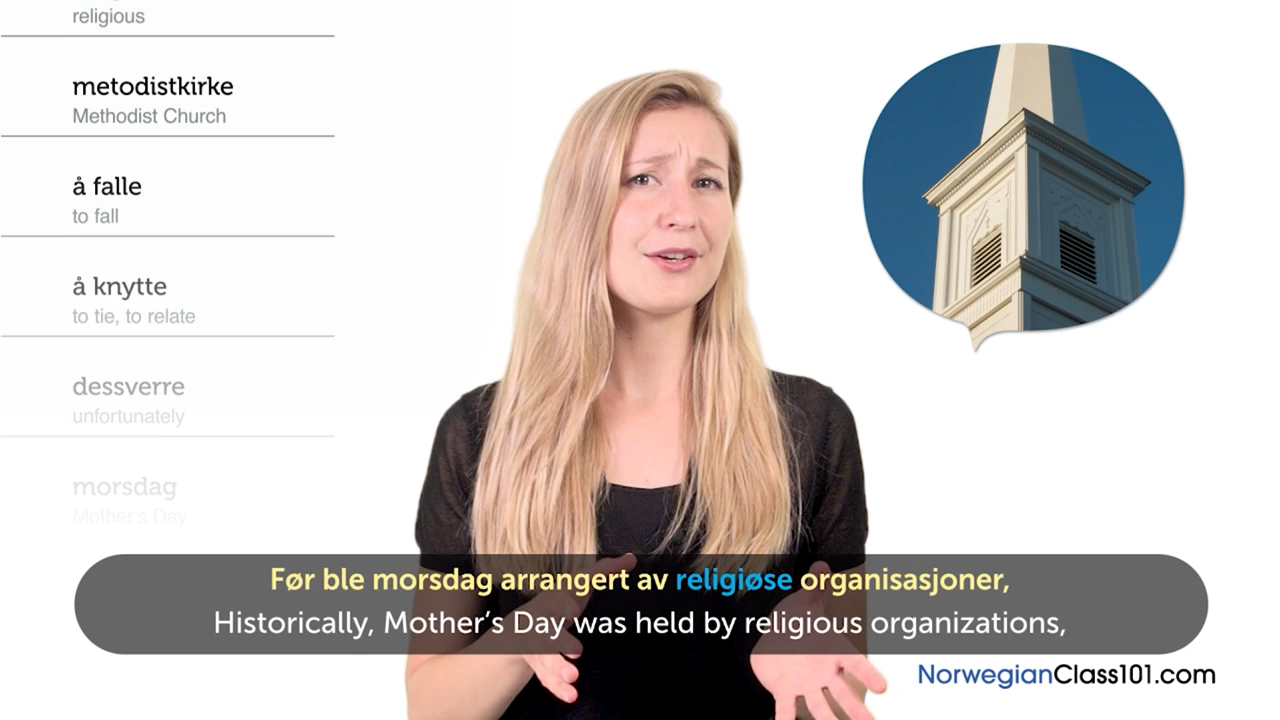 religious
metodistkirke
Methodist Church
å falle
to fall
å knytte
to tie, to relate
dessverre
unfortunately
morsdag
Mother's Day
Før ble morsdag arrangert av religiøse organisasjoner,
Historically, Mother's Day was held by religious organizations,
NorwegianClass101.com